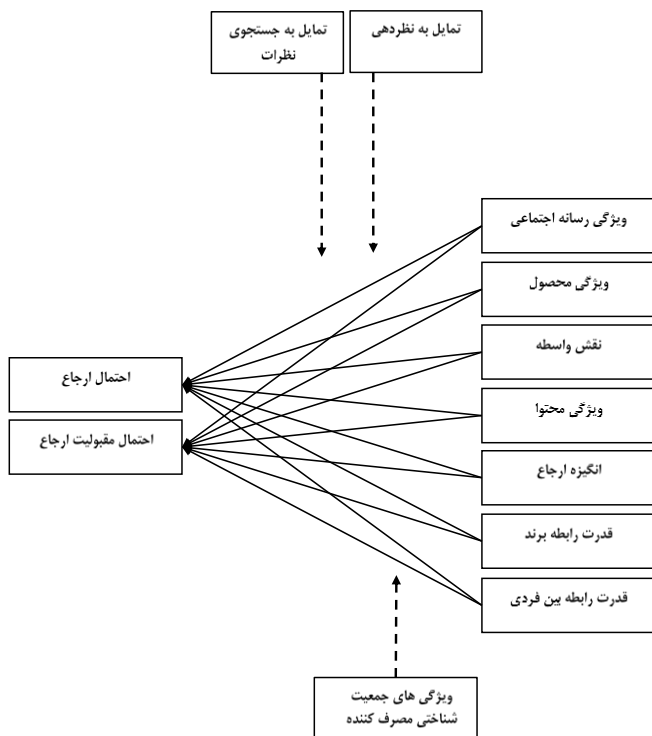 تمایل به نظردهی
تمایل به جستجوی
نظرات
ویژگی رسانه اجتماعی
ویژگی محصول
نقش واسطه
ویژگی محتوا
انگیزه ارجاع
قدرت رابطه برند
قدرت رابطه بین فردی
احتمال ارجاع
احتمال مقبولیت ارجاع
ویژگی های جمعیت
شناختی مصرف کننده